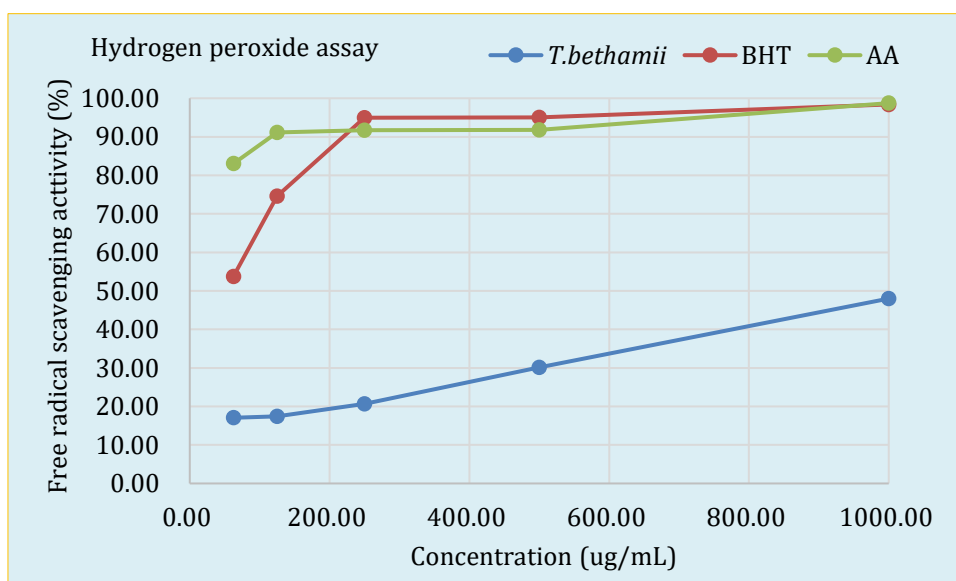 Hydrogen peroxide assay
T.bethamii BHT AA
Free radical scavenging acttivity (%)
100.00
90.00
80.00
70.00
60.00
50.00
40.00
30.00
20.00
10.00
0.00
0.00 200.00 400.00 600.00 800.00 1000.00
Concentration (ug/mL)